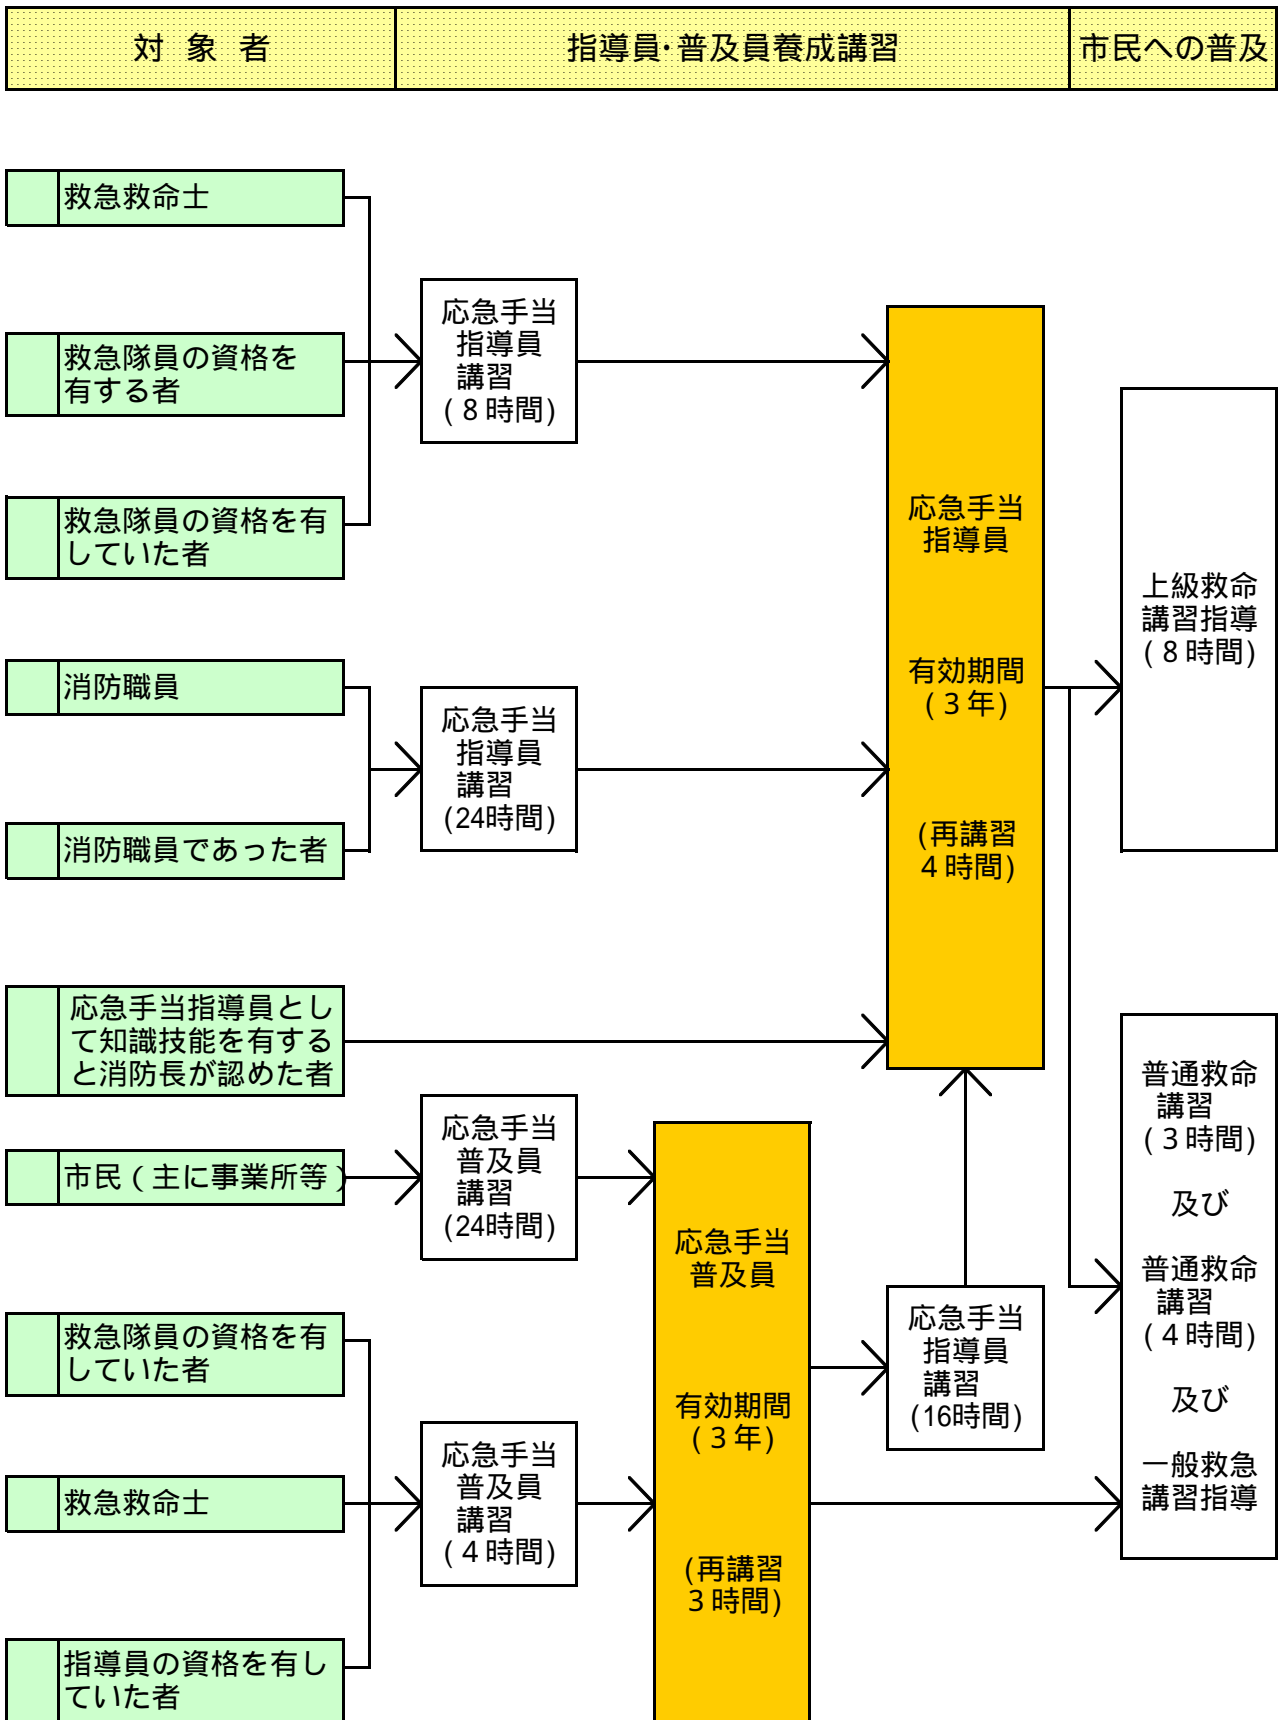 対 象 者
指導員・普及員養成講習
市民への普及
救急救命士
救急隊員の資格を
有する者
救急隊員の資格を有
していた者
応急手当
指導員
講習
(８時間)
消防職員
消防職員であった者
応急手当
指導員
講習
(24時間)
応急手当指導員とし
て知識技能を有する
と消防長が認めた者
応急手当
指導員
有効期間
(３年)
(再講習
４時間)
上級救命
講習指導
(８時間)
市民（主に事業所等）
応急手当
普及員
講習
(24時間)
救急隊員の資格を有
していた者
救急救命士
指導員の資格を有し
ていた者
応急手当
普及員
講習
(４時間)
応急手当
普及員
有効期間
(３年)
(再講習
３時間)
応急手当
指導員
講習
(16時間)
普通救命
講習
(３時間)
及び
普通救命
講習
(４時間)
及び
一般救急
講習指導